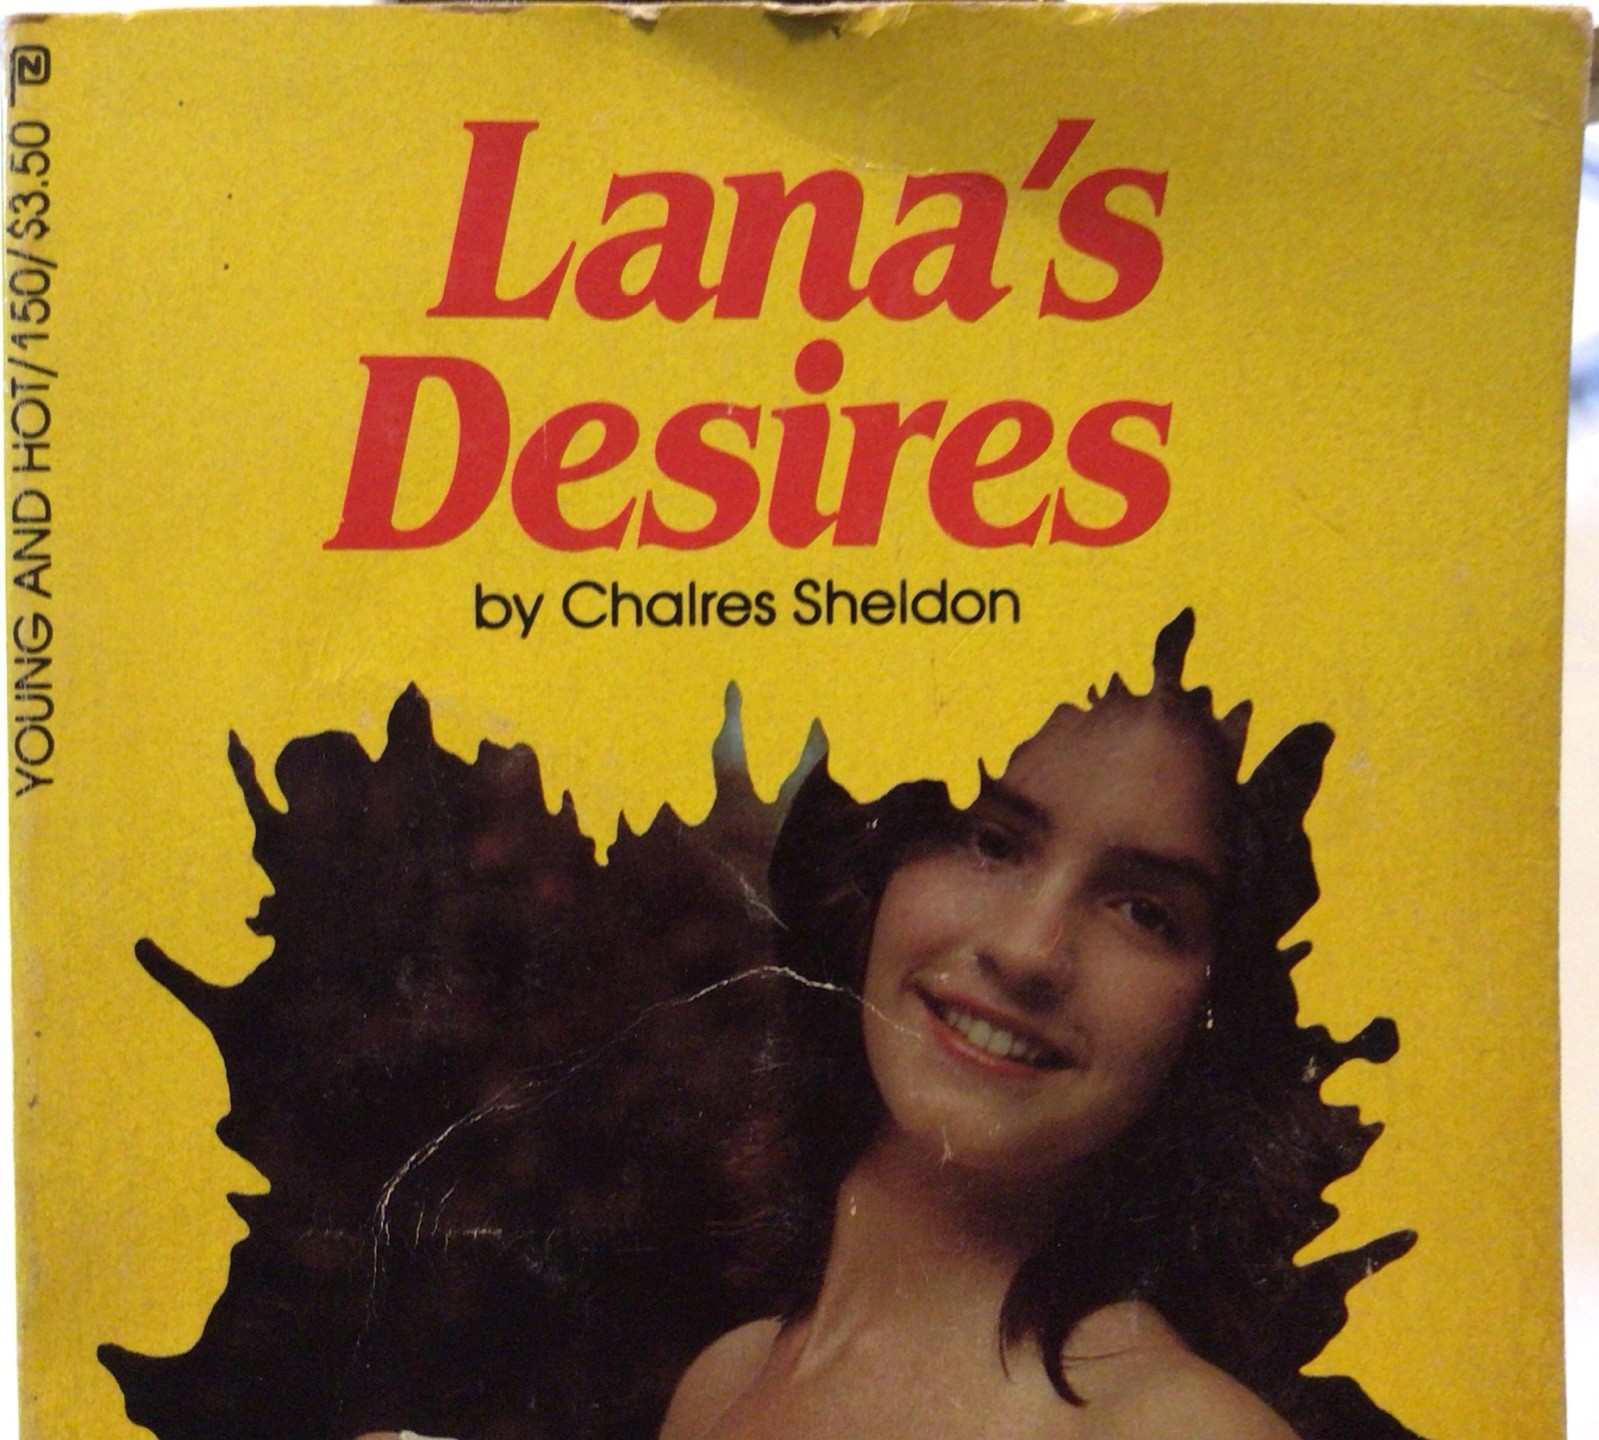 YOUNG AND HOT/150/$3.50 Z
Lana's
Desires
by Chalres Sheldon